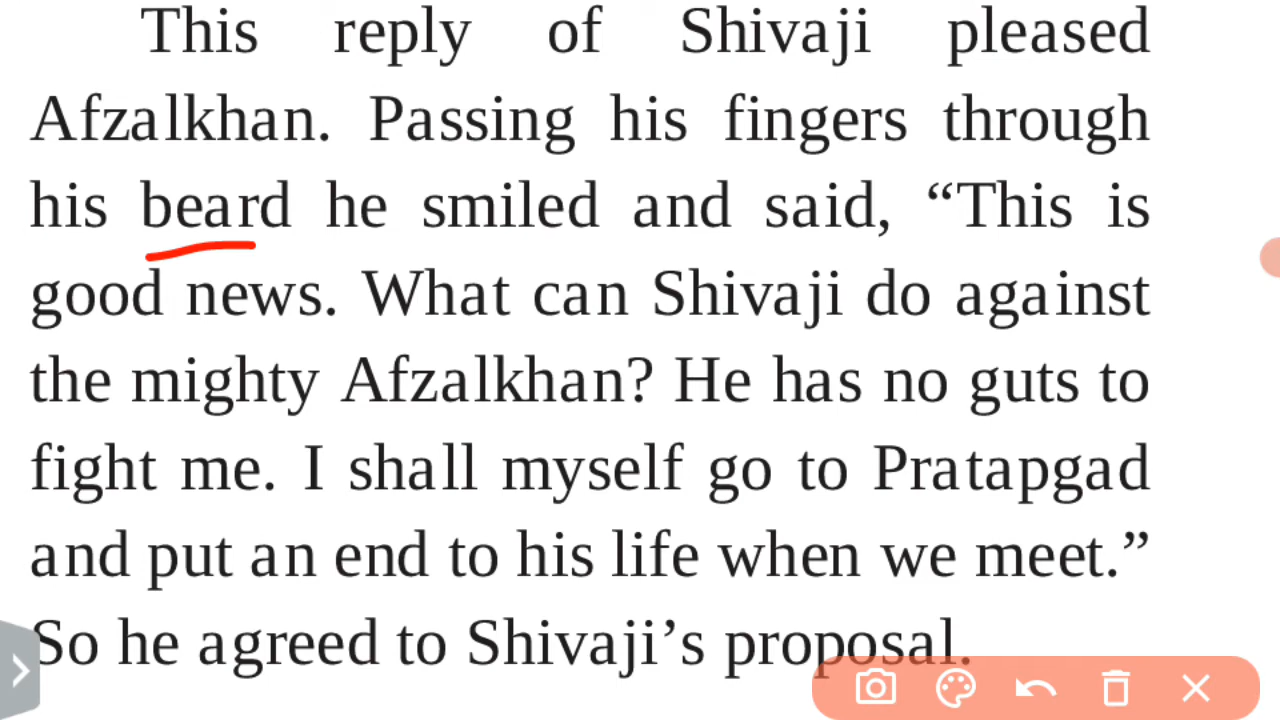 This reply of Shivaji pleased
Afzalkhan. Passing his fingers through
his beard he smiled and said, “This is
good news. What can Shivaji do against
the mighty Afzalkhan? He has no guts to
fight me. I shall myself go to Pratapgad
and put an end to his life when we meet.”
So he agreed to Shivaji’s proposal.